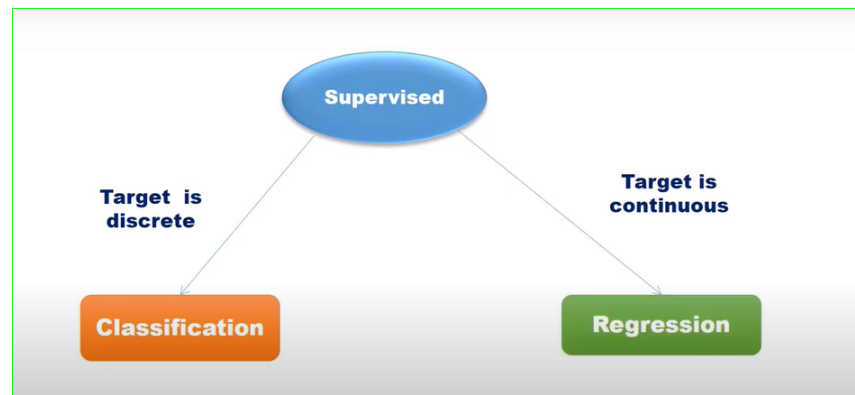 Supervised
Target is
discrete
Target is
continuous
Classification
Regression